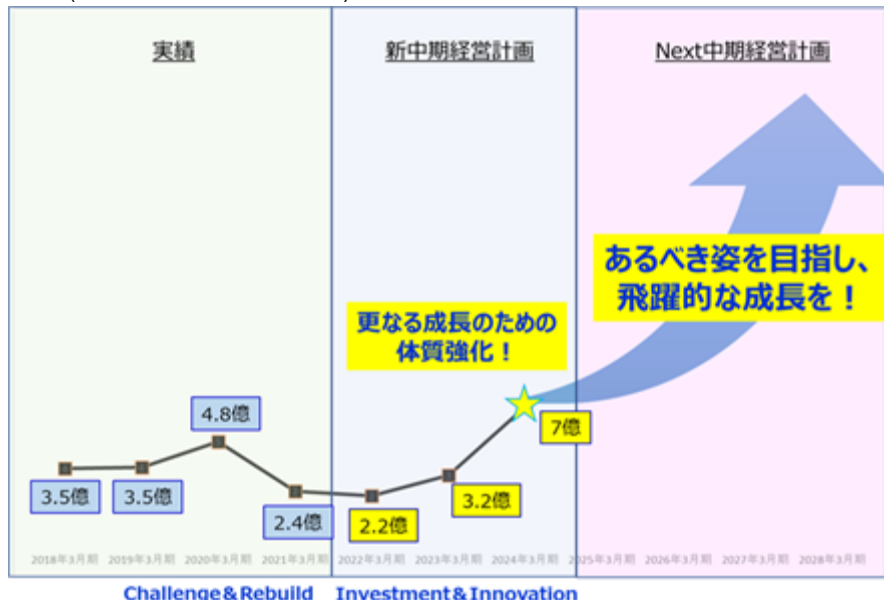 実績
新中期経営計画
Next中期経営計画
あるべき姿を目指し、
飛躍的な成長を！
更なる成長のための
体質強化！
4.8億
7億
3.5億
3.5億
3.2億
2.4億
2.2億
2018年3月期
2019年3月期
2020年3月期
2021年3月期
2022年3月期
2023年3月期
2024年3月期
2025年3月期
2026年3月期
2027年3月期
2028年3月期
Challenge&Rebuild
Investment&Innovation